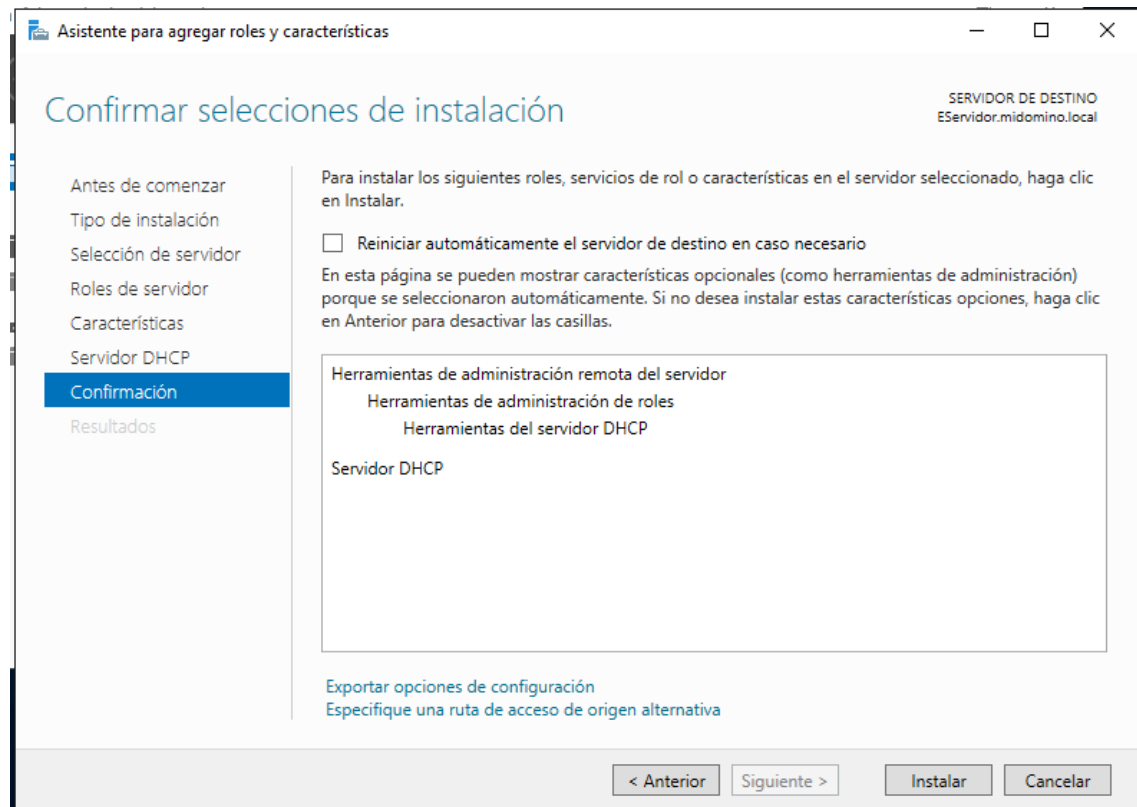 Asistente para agregar roles y características
Confirmar selecciones de instalación
SERVIDOR DE DESTINO
EServidor.midomino.local
Antes de comenzar
Tipo de instalación
Selección de servidor
Roles de servidor
Características
Servidor DHCP
Confirmación
Resultados
Para instalar los siguientes roles, servicios de rol o características en el servidor seleccionado, haga clic
en Instalar.
Reiniciar automáticamente el servidor de destino en caso necesario
En esta página se pueden mostrar características opcionales (como herramientas de administración)
porque se seleccionaron automáticamente. Si no desea instalar estas características opciones, haga clic
en Anterior para desactivar las casillas.
Herramientas de administración remota del servidor
Herramientas de administración de roles
Herramientas del servidor DHCP
Servidor DHCP
Exportar opciones de configuración
Especifique una ruta de acceso de origen alternativa
< Anterior
Siguiente >
Instalar
Cancelar